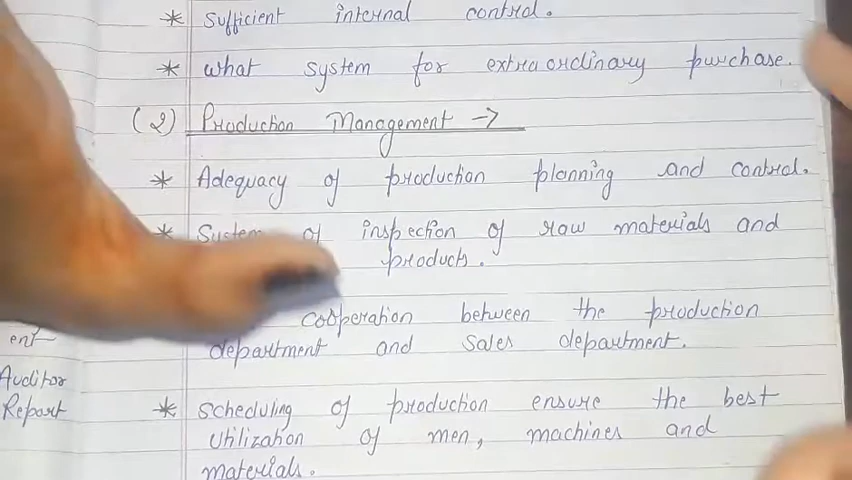 * Sufficient internal control.
* what system for extraordinary purchase.
(2) Production Management →
* Adequacy of production planning and control.
* System of inspection of raw materials and
products.
cooperation between the production
department and sales department.
ent
Auditor
Report
* scheduling of production ensure the best
utilization of men, machines and
materials.